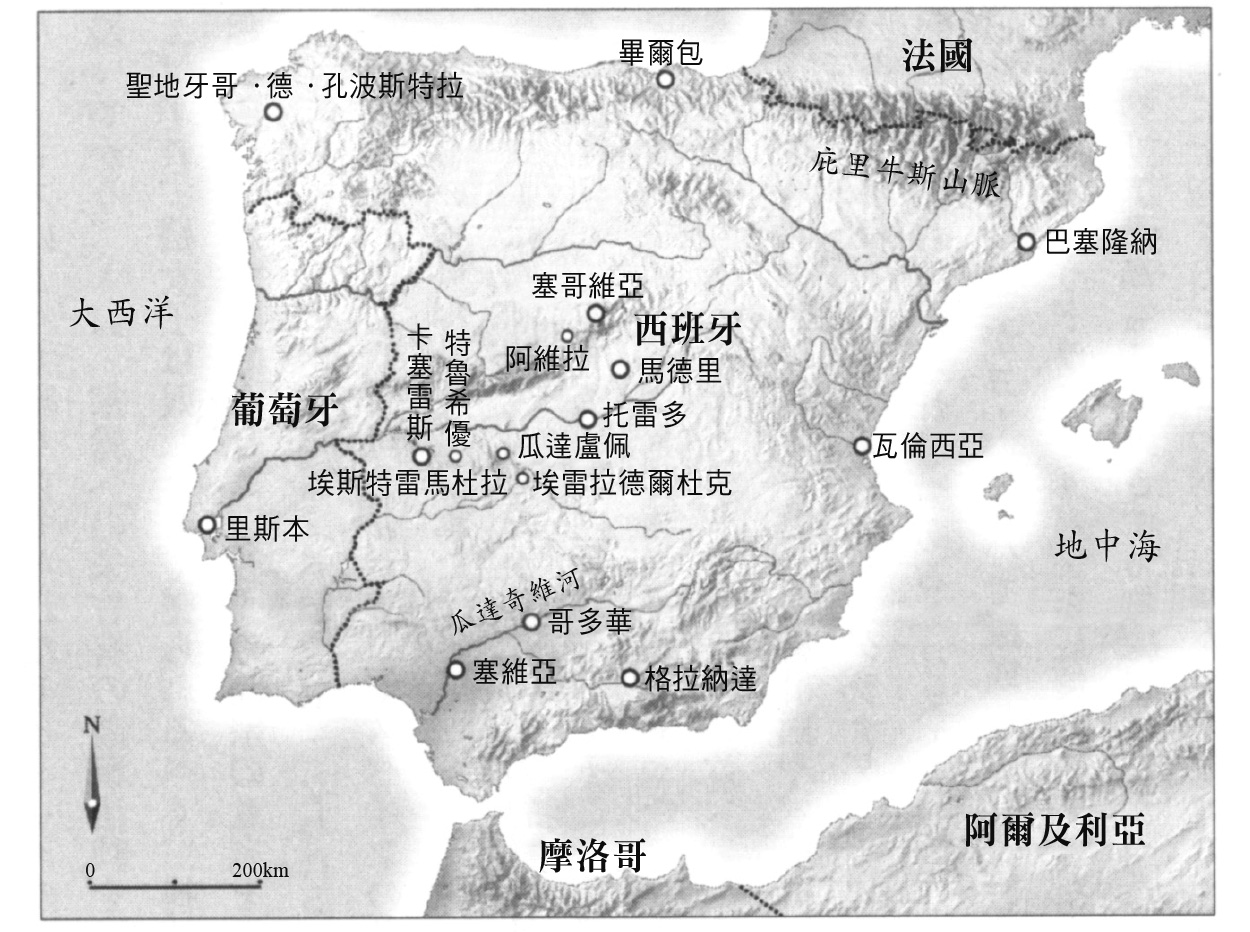 法國
畢爾包
聖地牙哥·德·孔波斯特拉
庇里牛斯山脈
巴塞隆納
塞哥維亞
大西洋
西班牙
卡塞雷斯
特魯希優
阿維拉
馬德里
葡萄牙
托雷多
瓜達盧佩
瓦倫西亞
埃斯特雷馬杜拉
埃雷拉德爾杜克
里斯本
地中海
瓜達奇維河
哥多華
塞維亞
格拉納達
N
阿爾及利亞
摩洛哥
0
200km